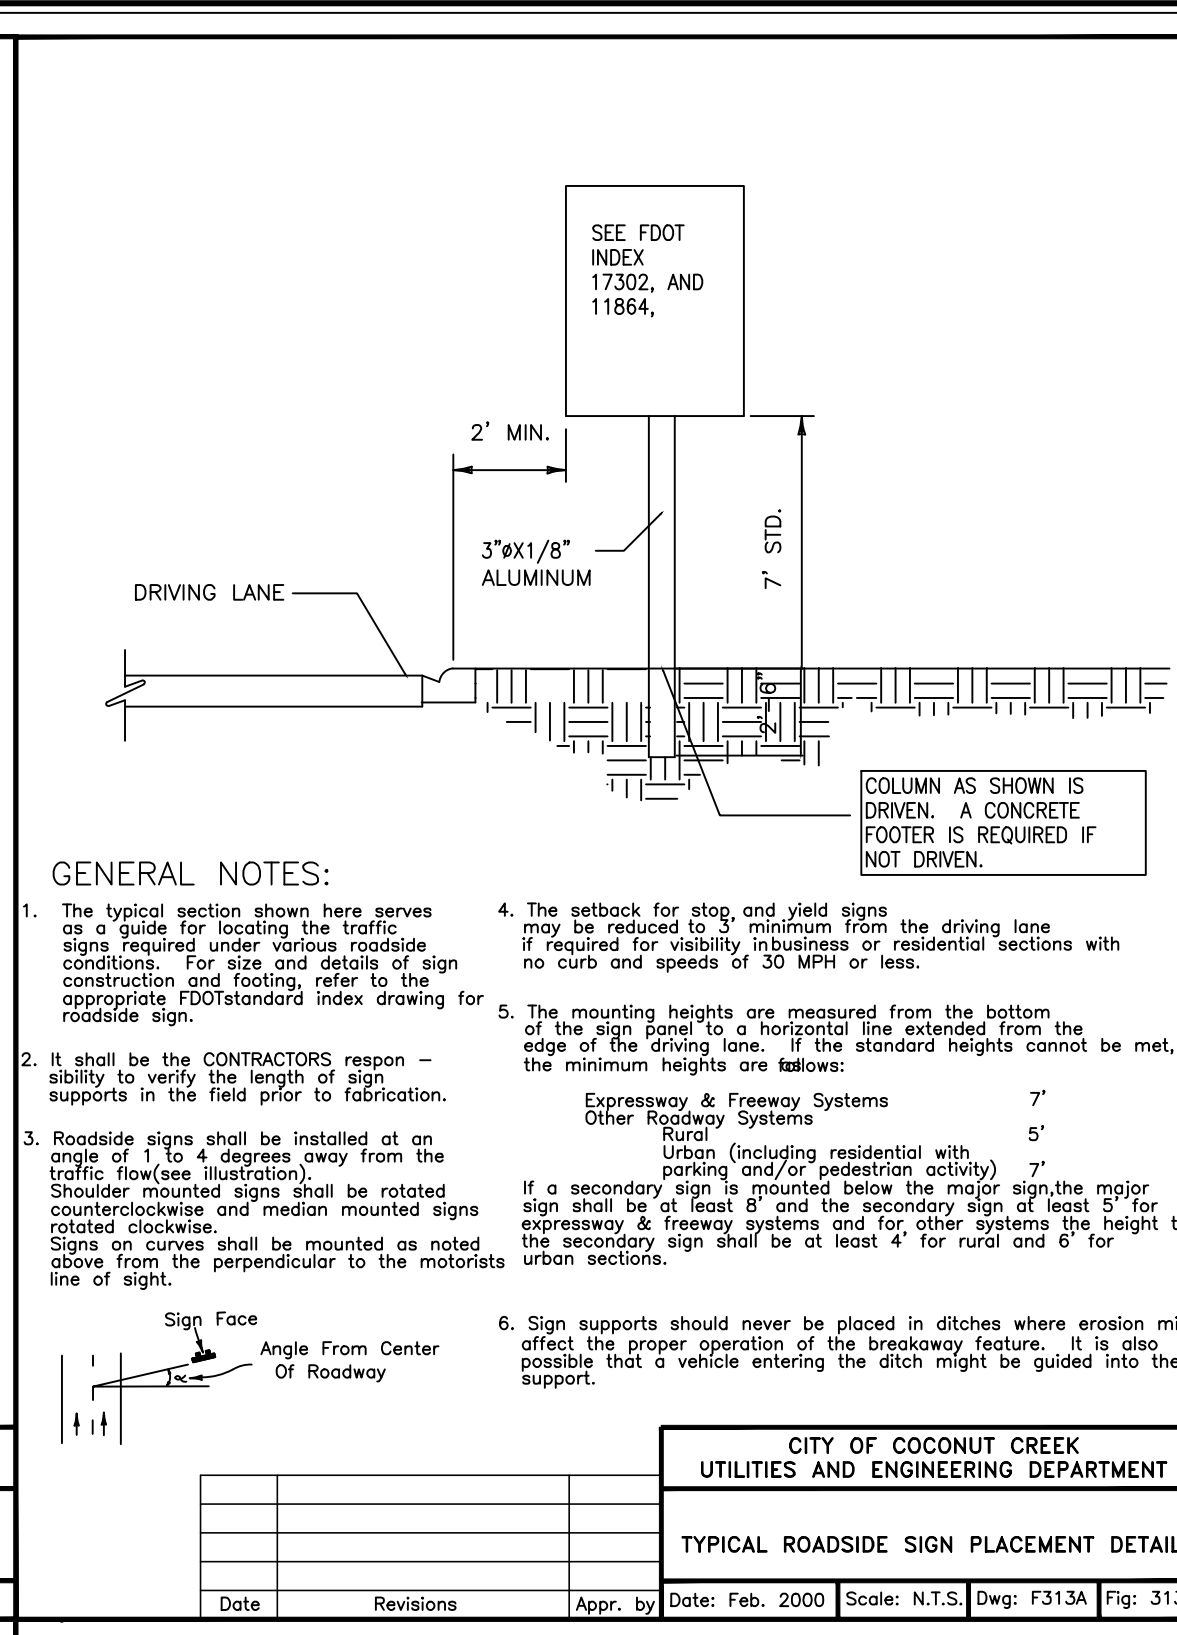 SEE FDOT
INDEX
17302, AND
11864,
2' MIN.
3"øX1/8"
ALUMINUM
7' STD.
DRIVING LANE
2'-6"
COLUMN AS SHOWN IS
DRIVEN. A CONCRETE
FOOTER IS REQUIRED IF
NOT DRIVEN.
GENERAL NOTES:
1. The typical section shown here serves
as a guide for locating the traffic
signs required under various roadside
conditions. For size and details of sign
construction and footing, refer to the
appropriate FDOTstandard index drawing for
roadside sign.
2. It shall be the CONTRACTORS respon –
sibility to verify the length of sign
supports in the field prior to fabrication.
3. Roadside signs shall be installed at an
angle of 1 to 4 degrees away from the
traffic flow(see illustration).
Shoulder mounted signs shall be rotated
counterclockwise and median mounted signs
rotated clockwise.
Signs on curves shall be mounted as noted
above from the perpendicular to the motorists
line of sight.
Sign Face
Angle From Center
Of Roadway
α
4. The setback for stop, and yield signs
may be reduced to 3' minimum from the driving lane
if required for visibility inbusiness or residential sections with
no curb and speeds of 30 MPH or less.
5. The mounting heights are measured from the bottom
of the sign panel to a horizontal line extended from the
edge of the driving lane. If the standard heights cannot be met,
the minimum heights are as follows:
Expressway & Freeway Systems 7'
Other Roadway Systems
Rural 5'
Urban (including residential with
parking and/or pedestrian activity) 7'
If a secondary sign is mounted below the major sign,the major
sign shall be at least 8' and the secondary sign at least 5' for
expressway & freeway systems and for other systems the height
the secondary sign shall be at least 4' for rural and 6' for
urban sections.
6. Sign supports should never be placed in ditches where erosion
affect the proper operation of the breakaway feature. It is also
possible that a vehicle entering the ditch might be guided into the
support.
CITY OF COCONUT CREEK
UTILITIES AND ENGINEERING DEPARTMENT
TYPICAL ROADSIDE SIGN PLACEMENT DETAIL
Date Revisions Appr. by
Date: Feb. 2000 Scale: N.T.S. Dwg: F313A Fig: